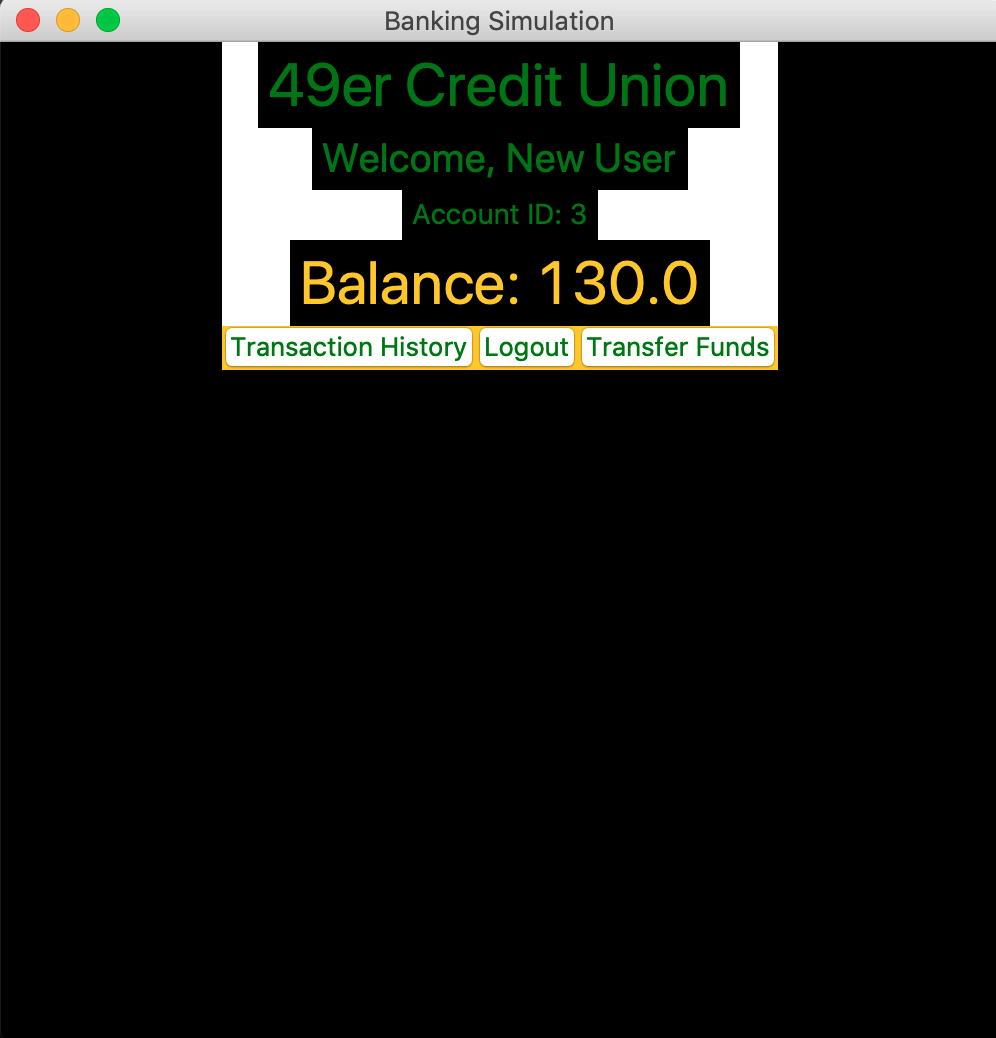 Banking Simulation
49er Credit Union
Welcome, New User
Account ID: 3
Balance: 130.0
Transaction History Logout Transfer Funds